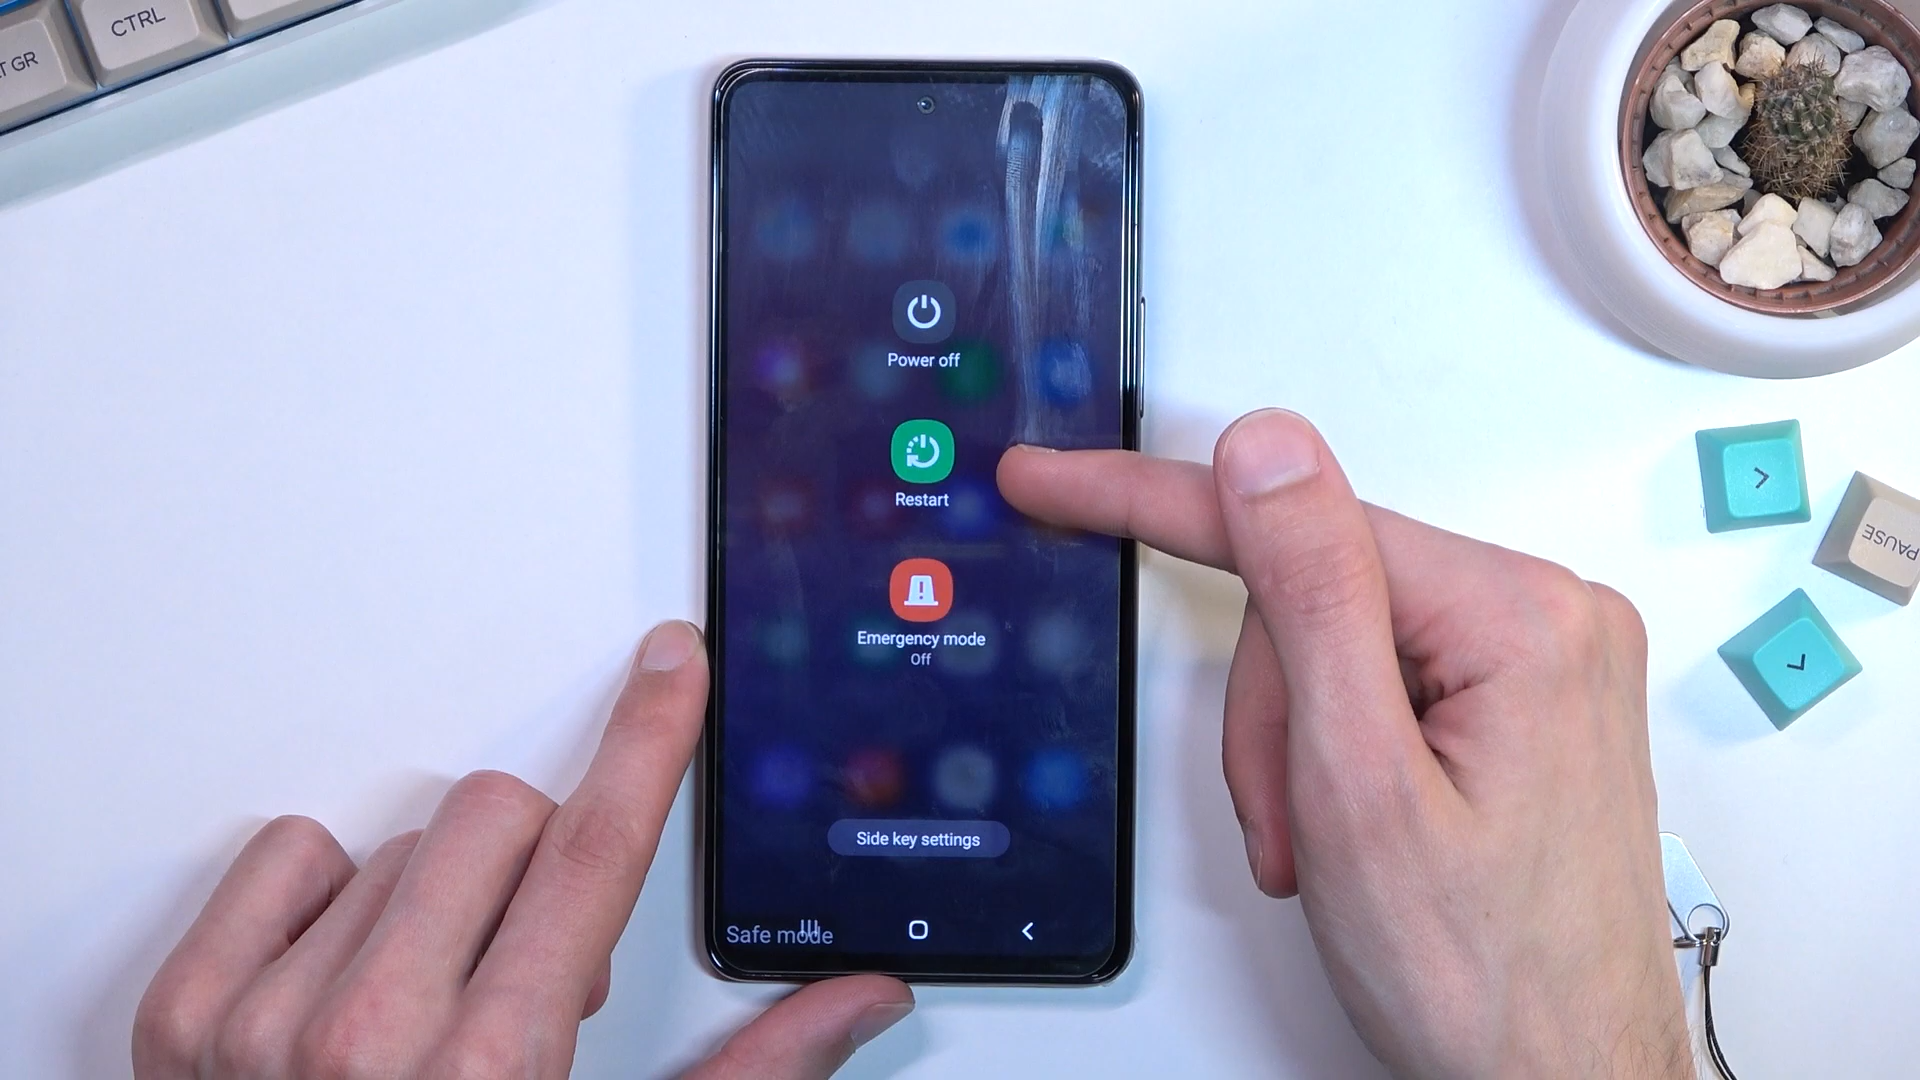 CTRL
T GR
Power off
Restart
Emergency mode
Off
Side key settings
Safe mode
PAUSE